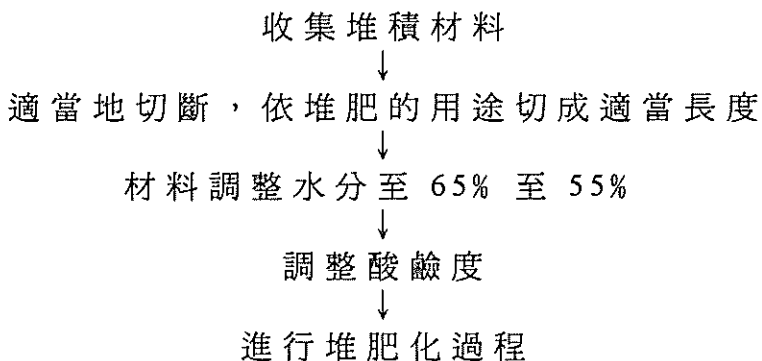 收集堆積材料
↓
適當地切斷，依堆肥的用途切成適當長度
↓
材料調整水分至 65% 至 55%
↓
調整酸鹼度
↓
進行堆肥化過程